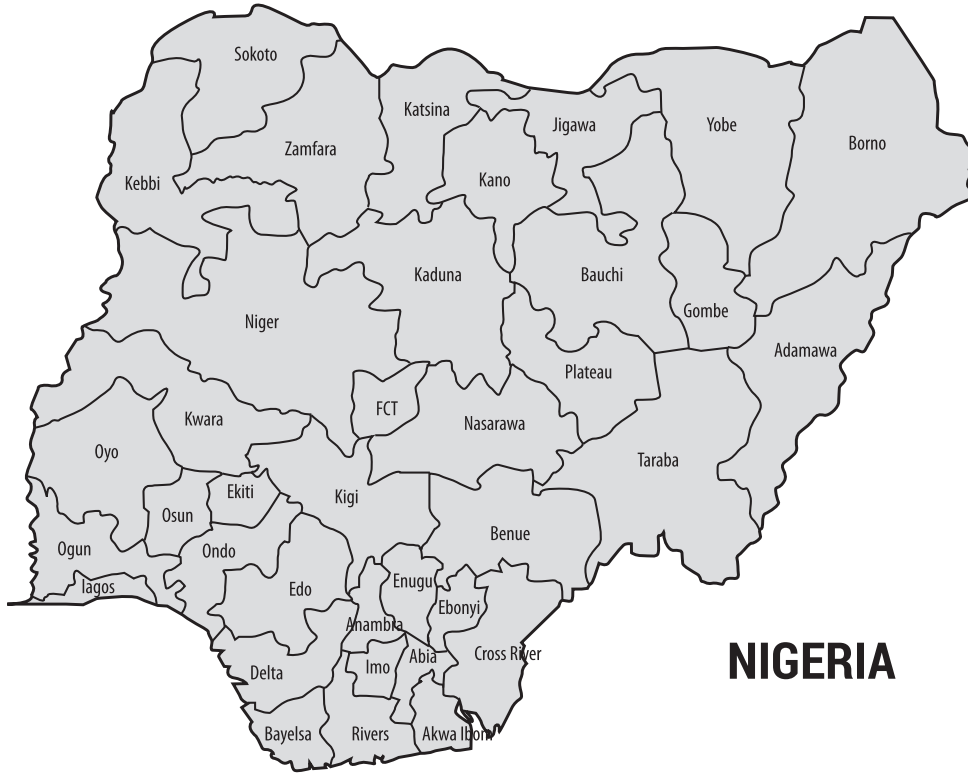 Sokoto
Katsina
Jigawa
Yobe
Borno
Zamfara
Kebbi
Kano
Kaduna
Bauchi
Niger
Gombe
Adamawa
Plateau
FCT
Kwara
Nasarawa
Oyo
Taraba
Ekiti
Kigi
Osun
Benue
Ogun
Ondo
Enugu
lagos
Edo
Ebonyi
Anambra
Cross River
Abia
Imo
Delta
NIGERIA
Bayelsa
Rivers
Akwa Ibom